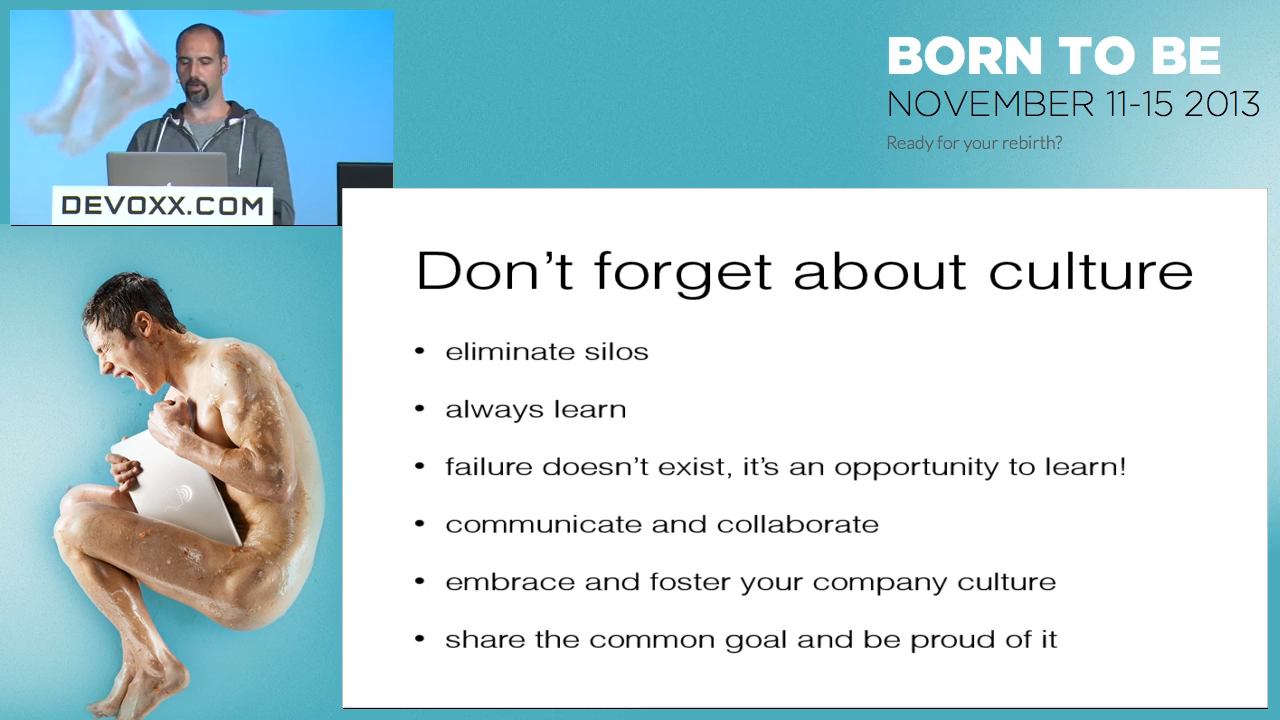 BORN TO BE
NOVEMBER 11-15 2013
Ready for your rebirth?
DEVOXX.COM
Don’t forget about culture
• eliminate silos
• always learn
• failure doesn’t exist, it’s an opportunity to learn!
• communicate and collaborate
• embrace and foster your company culture
• share the common goal and be proud of it